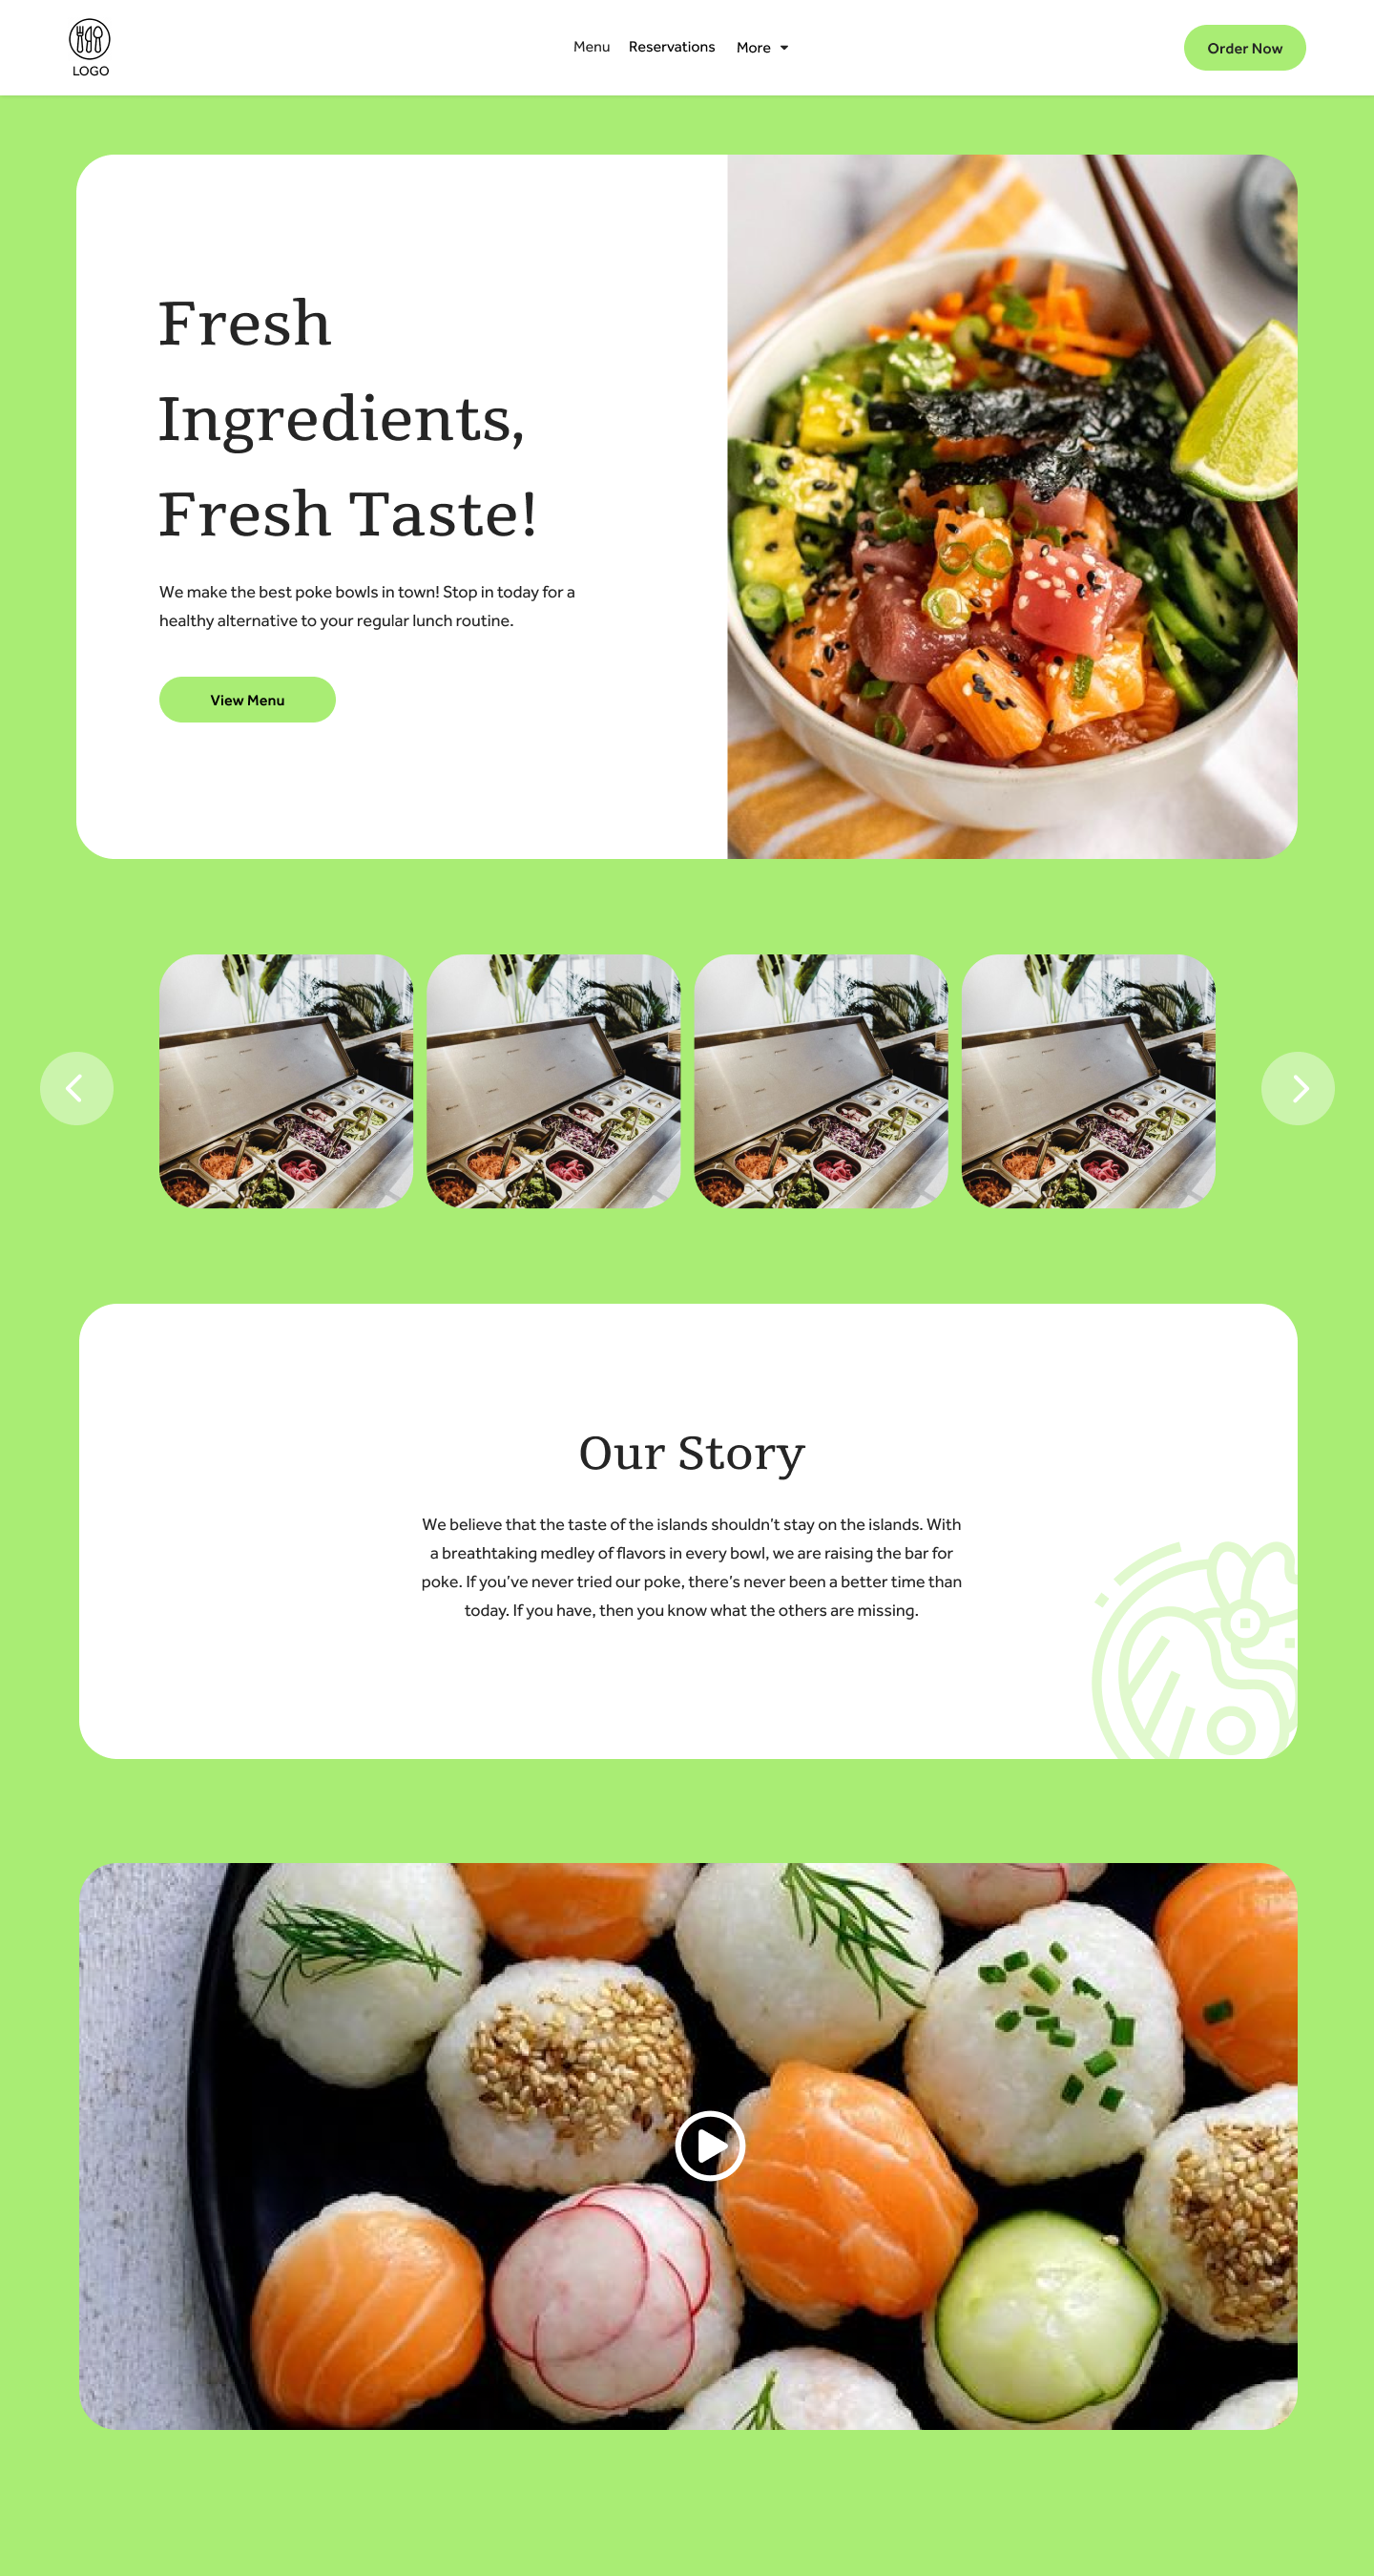 LOGO
Menu Reservations More
Order Now
Fresh
Ingredients,
Fresh Taste!
We make the best poke bowls in town! Stop in today for a
healthy alternative to your regular lunch routine.
View Menu
Our Story
We believe that the taste of the islands shouldn’t stay on the islands. With
a breathtaking medley of flavors in every bowl, we are raising the bar for
poke. If you’ve never tried our poke, there’s never been a better time than
today. If you have, then you know what the others are missing.